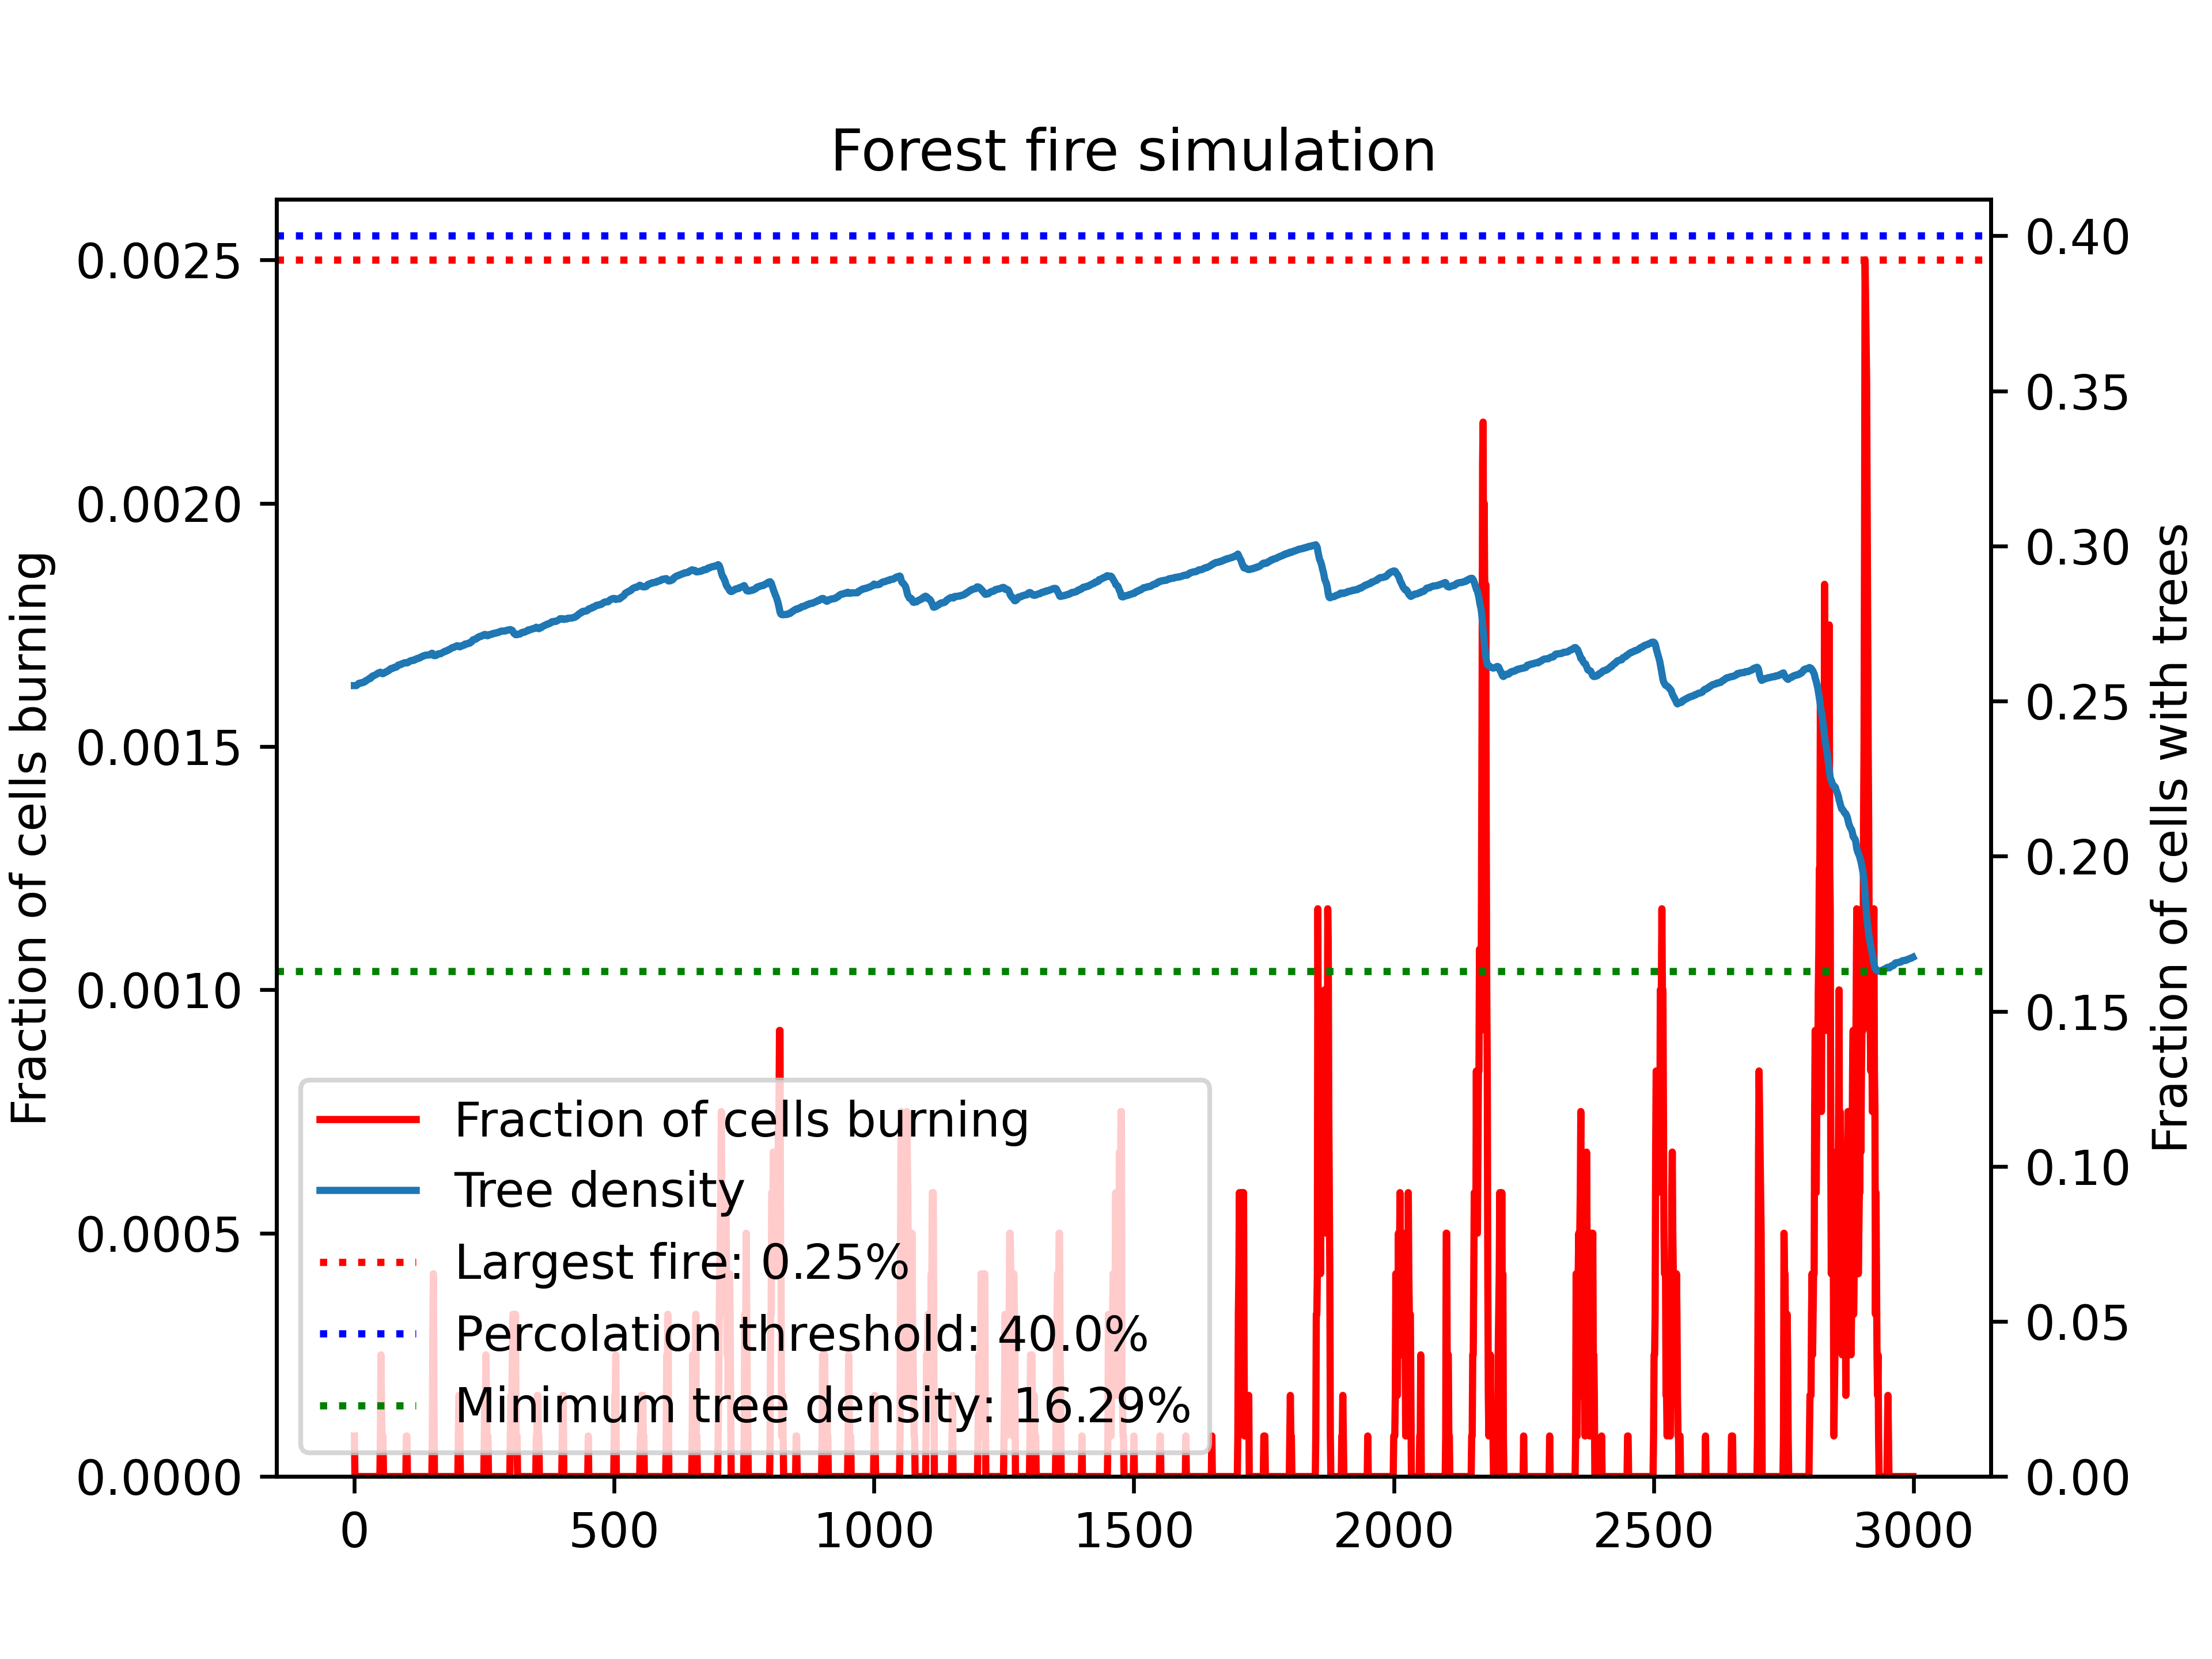 Forest fire simulation
Fraction of cells burning
0.0025
0.0020
0.0015
0.0010
0.0005
0.0000
0.40
0.35
0.30
0.25
0.20
0.15
0.10
0.05
0.00
Fraction of cells with trees
Fraction of cells burning
Tree density
Largest fire: 0.25%
Percolation threshold: 40.0%
Minimum tree density: 16.29%
0 500 1000 1500 2000 2500 3000